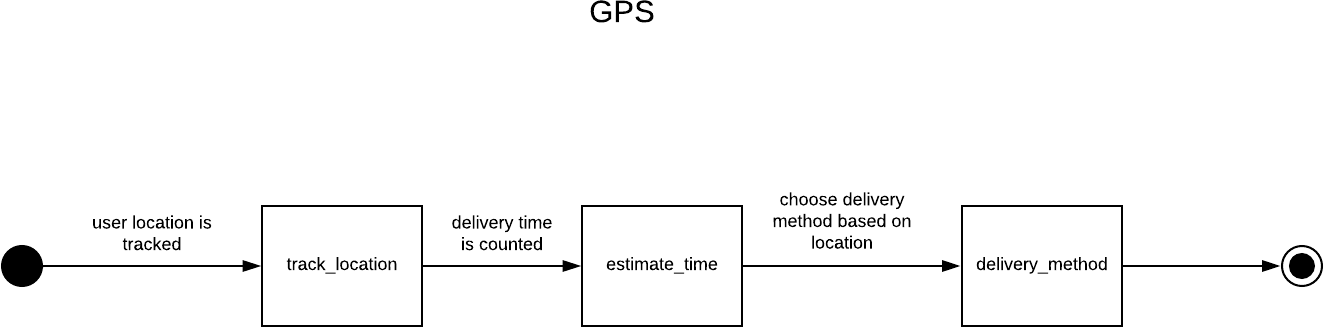 GPS
user location is
tracked
track_location
delivery time
is counted
estimate_time
choose delivery
method based on
location
delivery_method